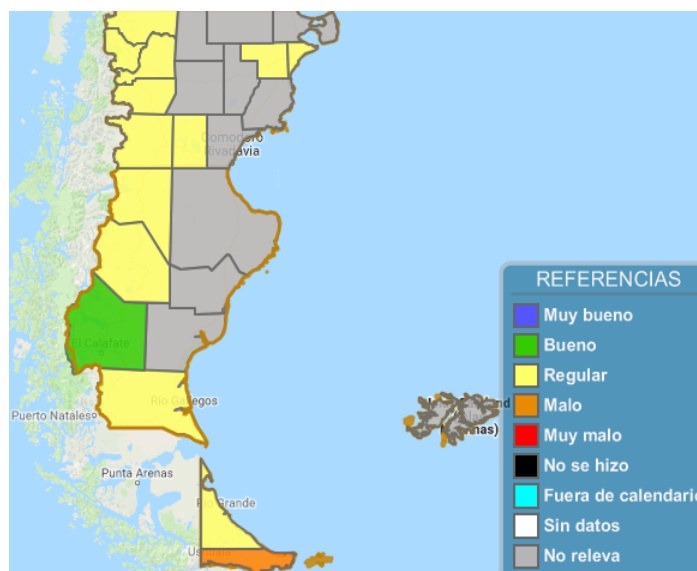 Comodoro
Rivadavia
REFERENCIAS
Muy bueno
Bueno
Regular
Malo
Muy malo
No se hizo
Fuera de calendario
Sin datos
No releva
El Calafate
Río Gallegos
Puerto Natales
Punta Arenas
Río Grande